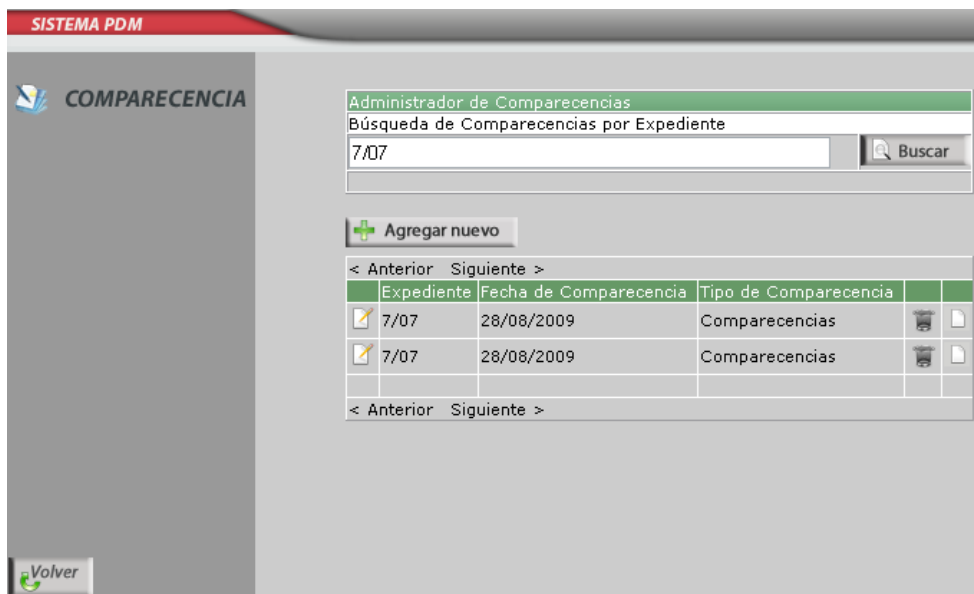 SISTEMA PDM
COMPARECENCIA
Administrador de Comparecencias
Búsqueda de Comparecencias por Expediente
7/07 Buscar
Agregar nuevo
< Anterior Siguiente >
Expediente Fecha de Comparecencia Tipo de Comparecencia
7/07 28/08/2009 Comparecencias
7/07 28/08/2009 Comparecencias
< Anterior Siguiente >
Volver